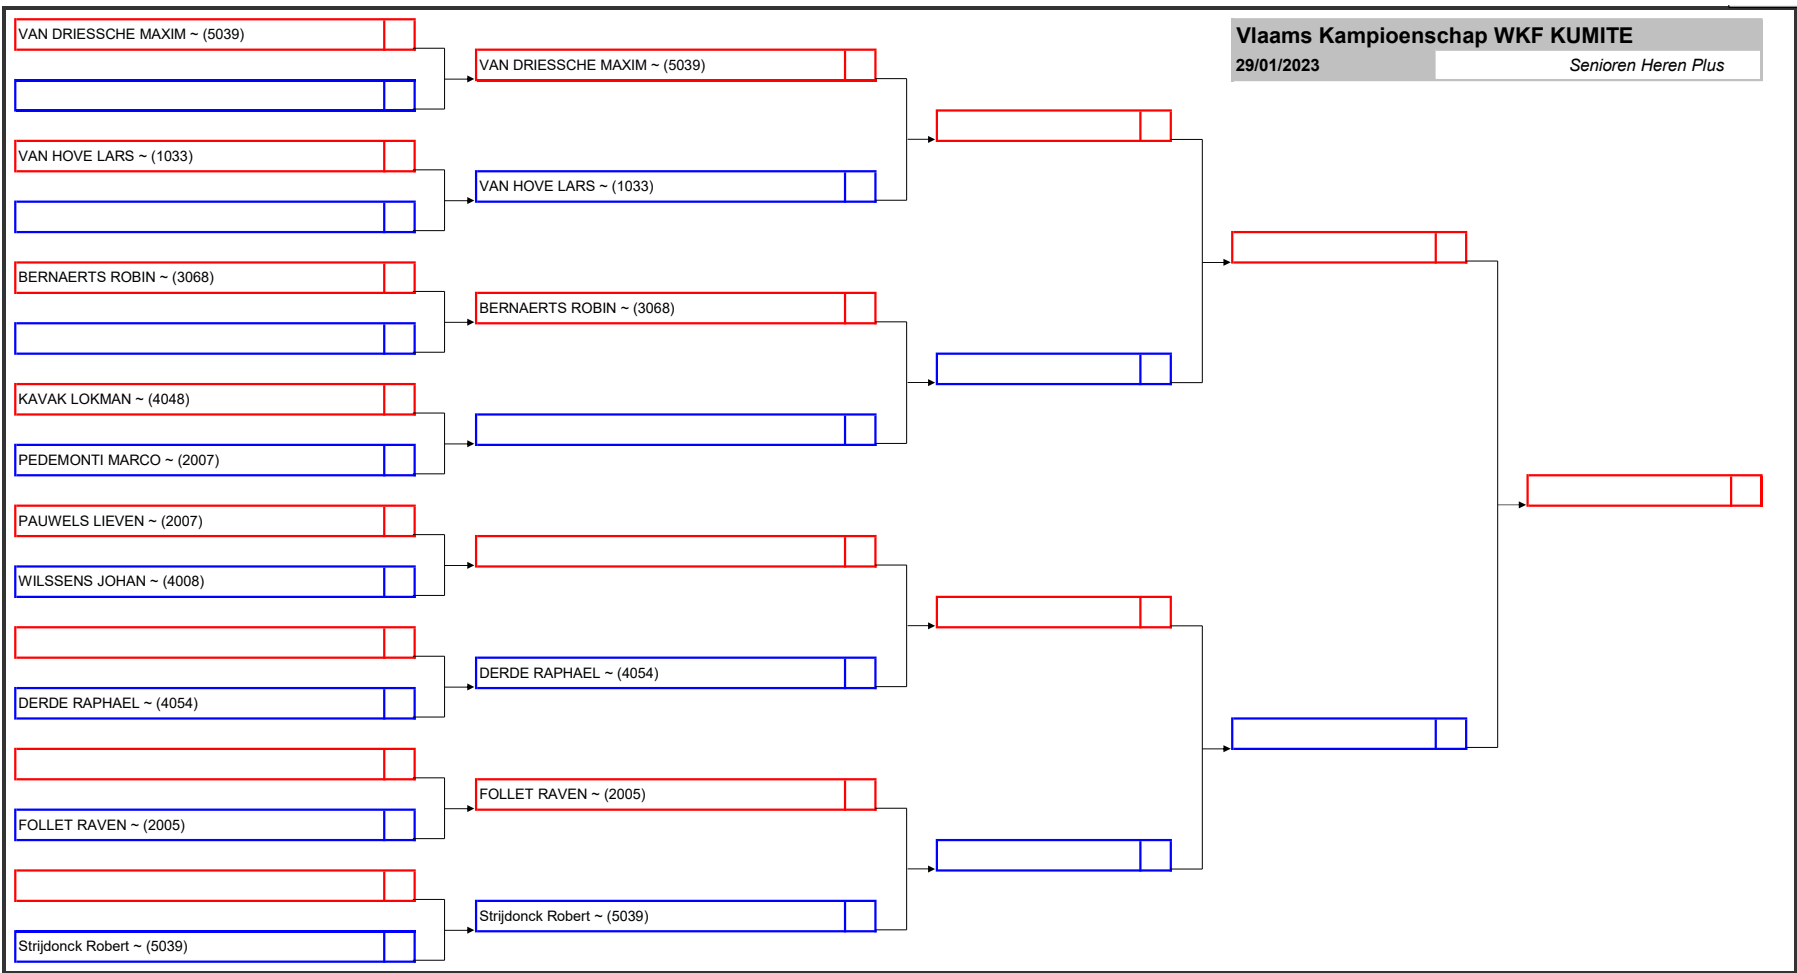 VAN DRIESSCHE MAXIM ~ (5039)
VAN HOVE LARS ~ (1033)
BERNAERTS ROBIN ~ (3068)
KAVAK LOKMAN ~ (4048)
PEDEMONTI MARCO ~ (2007)
PAUWELS LIEVEN ~ (2007)
WILSSENS JOHAN ~ (4008)
DERDE RAPHAEL ~ (4054)
FOLLET RAVEN ~ (2005)
Strijdonck Robert ~ (5039)
VAN DRIESSCHE MAXIM ~ (5039)
VAN HOVE LARS ~ (1033)
BERNAERTS ROBIN ~ (3068)
DERDE RAPHAEL ~ (4054)
FOLLET RAVEN ~ (2005)
Strijdonck Robert ~ (5039)
Vlaams Kampioenschap WKF KUMITE
29/01/2023 Senioren Heren Plus